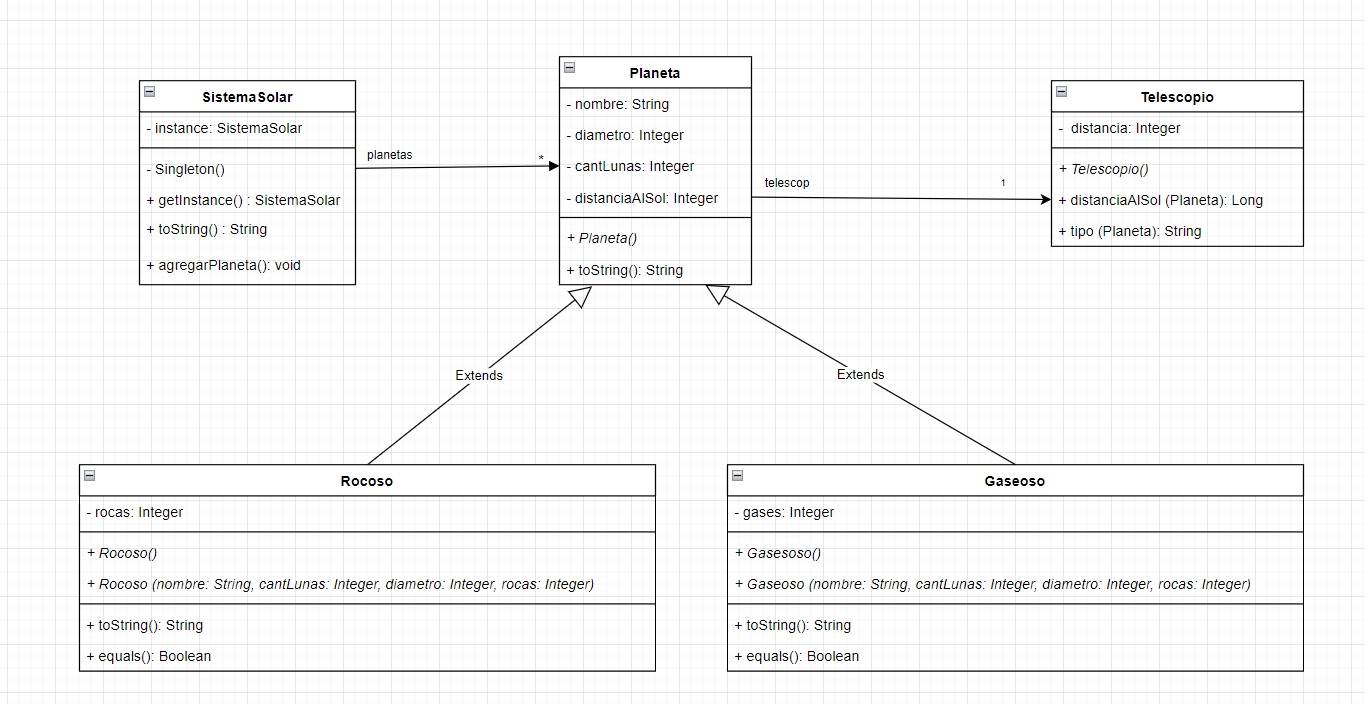 SistemaSolar
- instance: SistemaSolar
- Singleton()
+ getInstance() : SistemaSolar
+ toString() : String
+ agregarPlaneta(): void
planetas
*
Planeta
- nombre: String
- diametro: Integer
- cantLunas: Integer
- distanciaAlSol: Integer
+ Planeta()
+ toString(): String
telescop
1
Telescopio
- distancia: Integer
+ Telescopio()
+ distanciaAlSol (Planeta): Long
+ tipo (Planeta): String
Extends
Extends
Rocoso
- rocas: Integer
+ Rocoso()
+ Rocoso (nombre: String, cantLunas: Integer, diametro: Integer, rocas: Integer)
+ toString(): String
+ equals(): Boolean
Gaseoso
- gases: Integer
+ Gasesoso()
+ Gaseoso (nombre: String, cantLunas: Integer, diametro: Integer, rocas: Integer)
+ toString(): String
+ equals(): Boolean